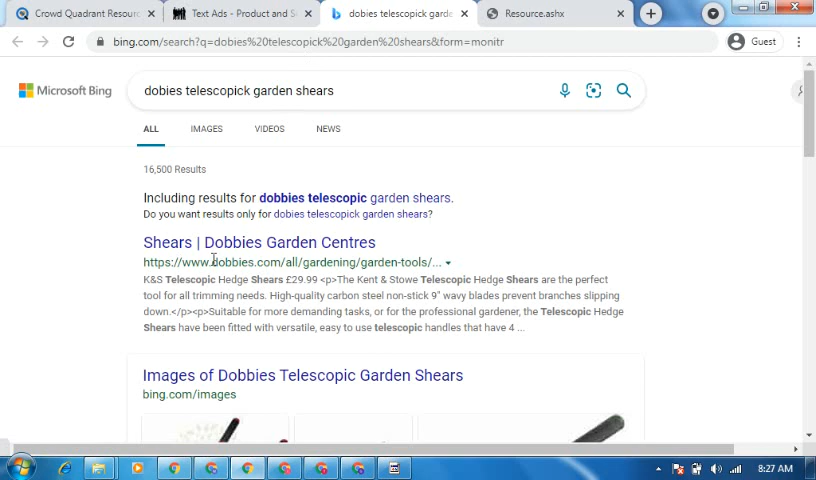 Crowd Quadrant Resourc
Text Ads - Product and Se
dobies telescopick garde
Resource.ashx
bing.com/search?q=dobies%20telescopick%20garden%20shears&form=monitr
Guest
Microsoft Bing
dobies telescopick garden shears
ALL IMAGES VIDEOS NEWS
16,500 Results
Including results for dobbies telescopic garden shears.
Do you want results only for dobies telescopick garden shears?
Shears | Dobbies Garden Centres
https://www.dobbies.com/all/gardening/garden-tools/...
K&S Telescopic Hedge Shears £29.99 <p>The Kent & Stowe Telescopic Hedge Shears are the perfect
tool for all trimming needs. High-quality carbon steel non-stick 9" wavy blades prevent branches slipping
down.</p><p>Suitable for more demanding tasks, or for the professional gardener, the Telescopic Hedge
Shears have been fitted with versatile, easy to use telescopic handles that have 4 ...
Images of Dobbies Telescopic Garden Shears
bing.com/images
8:27 AM